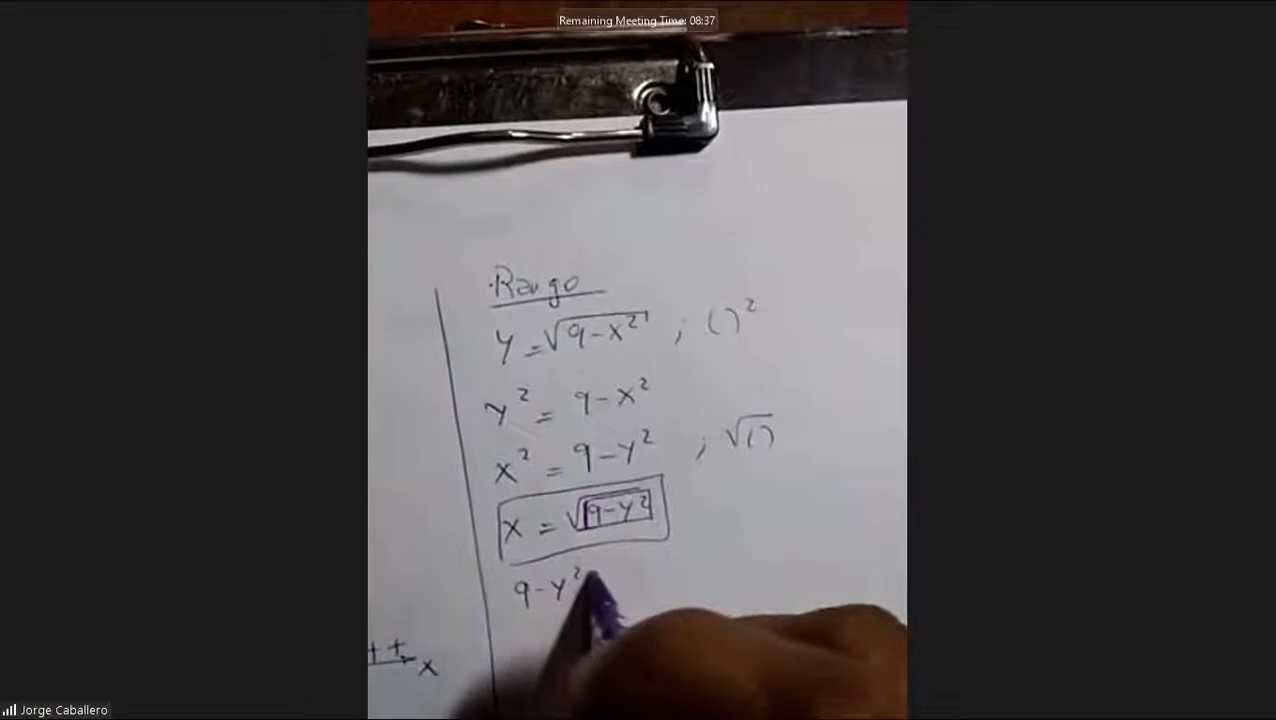 Remaining Meeting Time: 08:37
Rango
y = √(9-x²) ; ( )²
y² = 9-x²
x² = 9-y² ; √( )
x = √(9-y²)
9-y²
++ x
Jorge Caballero